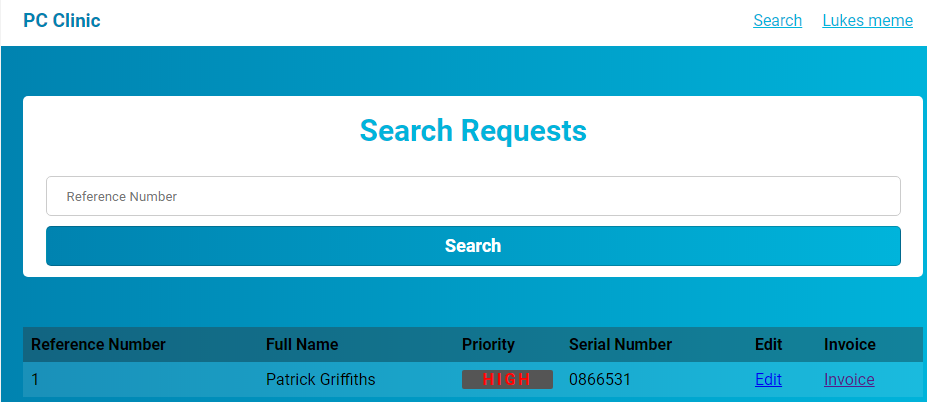 PC Clinic Search Lukes meme
Search Requests
Reference Number
Search
Reference Number Full Name Priority Serial Number Edit Invoice
1 Patrick Griffiths HIGH 0866531 Edit Invoice